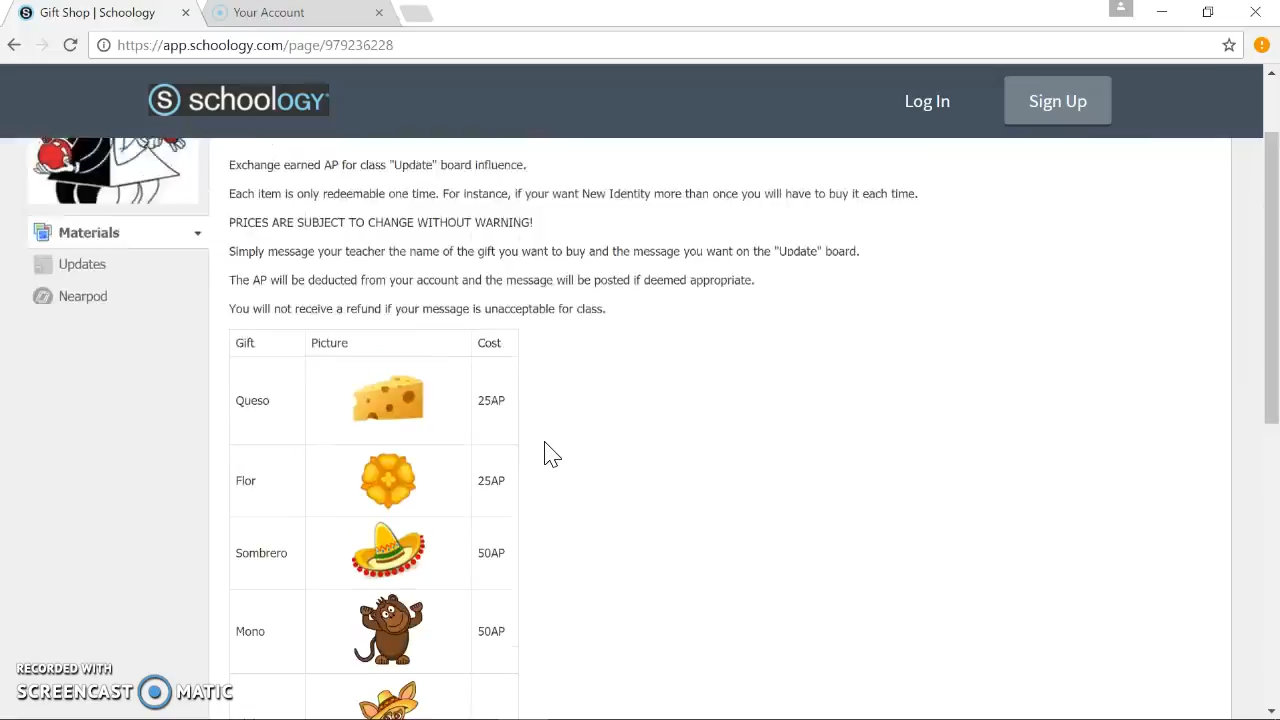 Gift Shop | Schoology
Your Account
https://app.schoology.com/page/979236228
S schoology
Log In
Sign Up
Exchange earned AP for class "Update" board influence.
Each item is only redeemable one time. For instance, if your want New Identity more than once you will have to buy it each time.
Materials
PRICES ARE SUBJECT TO CHANGE WITHOUT WARNING!
Simply message your teacher the name of the gift you want to buy and the message you want on the "Update" board.
Updates
The AP will be deducted from your account and the message will be posted if deemed appropriate.
Nearpod
You will not receive a refund if your message is unacceptable for class.
Gift Picture Cost
Queso 25AP
Flor 25AP
Sombrero 50AP
Mono 50AP
RECORDED WITH
SCREENCAST MATIC